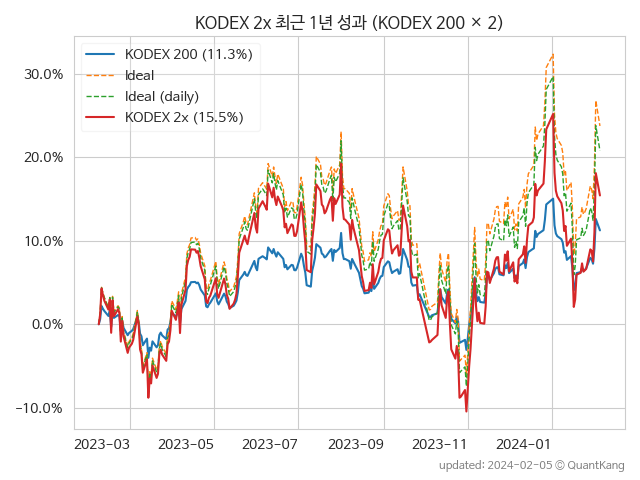 KODEX 2x 최근 1년 성과 (KODEX 200 × 2)
KODEX 200 (11.3%)
Ideal
Ideal (daily)
KODEX 2x (15.5%)
30.0%
20.0%
10.0%
0.0%
−10.0%
2023-03 2023-05 2023-07 2023-09 2023-11 2024-01
updated: 2024-02-05 ⓒ QuantKang